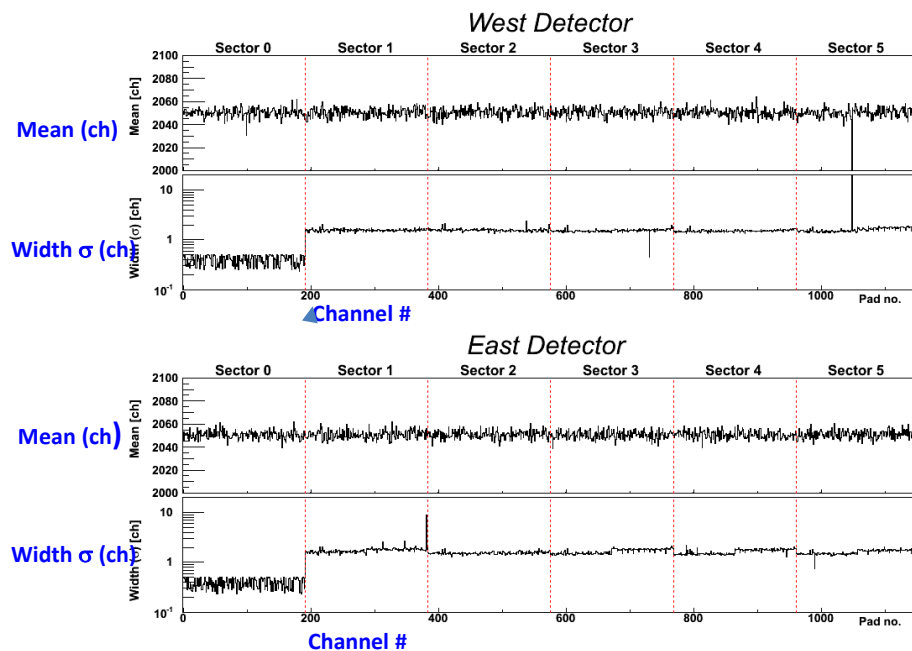 West Detector
Sector 0 Sector 1 Sector 2 Sector 3 Sector 4 Sector 5
2100
2080
2060
2040
2020
2000
Mean [ch]
Mean (ch)
10
1
10-1
Width (σ) [ch]
Width σ (ch)
0 200 400 600 800 1000 Pad no.
Channel #
East Detector
Sector 0 Sector 1 Sector 2 Sector 3 Sector 4 Sector 5
2100
2080
2060
2040
2020
2000
Mean [ch]
Mean (ch)
10
1
10-1
Width (σ) [ch]
Width σ (ch)
0 200 400 600 800 1000 Pad no.
Channel #